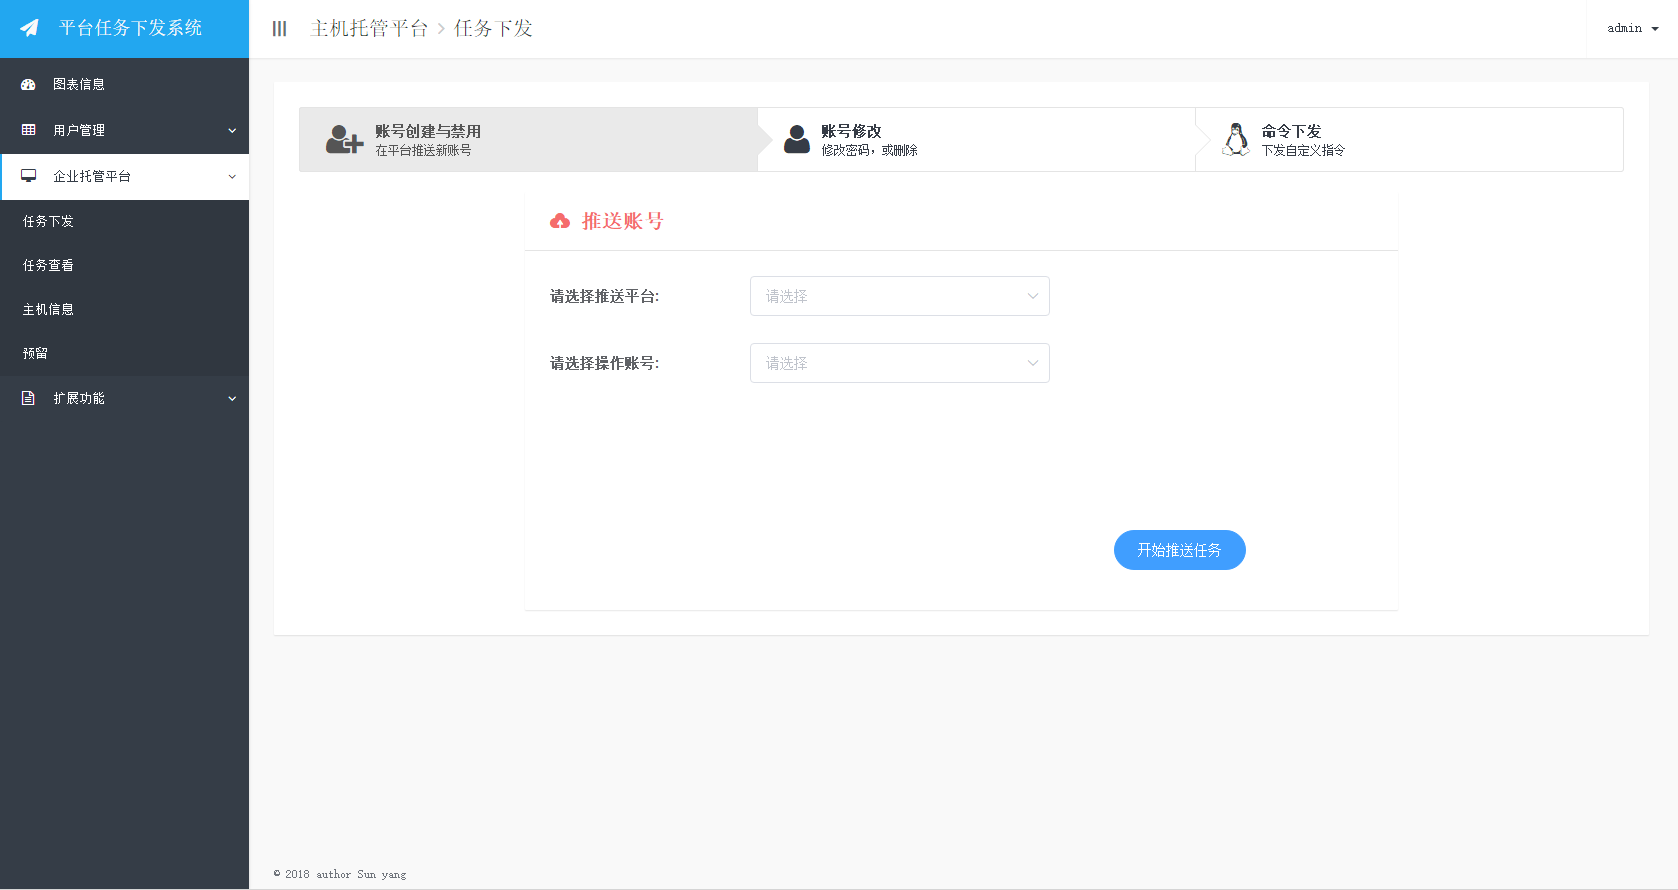 平台任务下发系统
主机托管平台 > 任务下发
admin
图表信息
用户管理
企业托管平台
任务下发
任务查看
主机信息
预留
扩展功能
账号创建与禁用
在平台推送新账号
账号修改
修改密码，或删除
命令下发
下发自定义指令
推送账号
请选择推送平台:
请选择
请选择操作账号:
请选择
开始推送任务
© 2018 author Sun yang